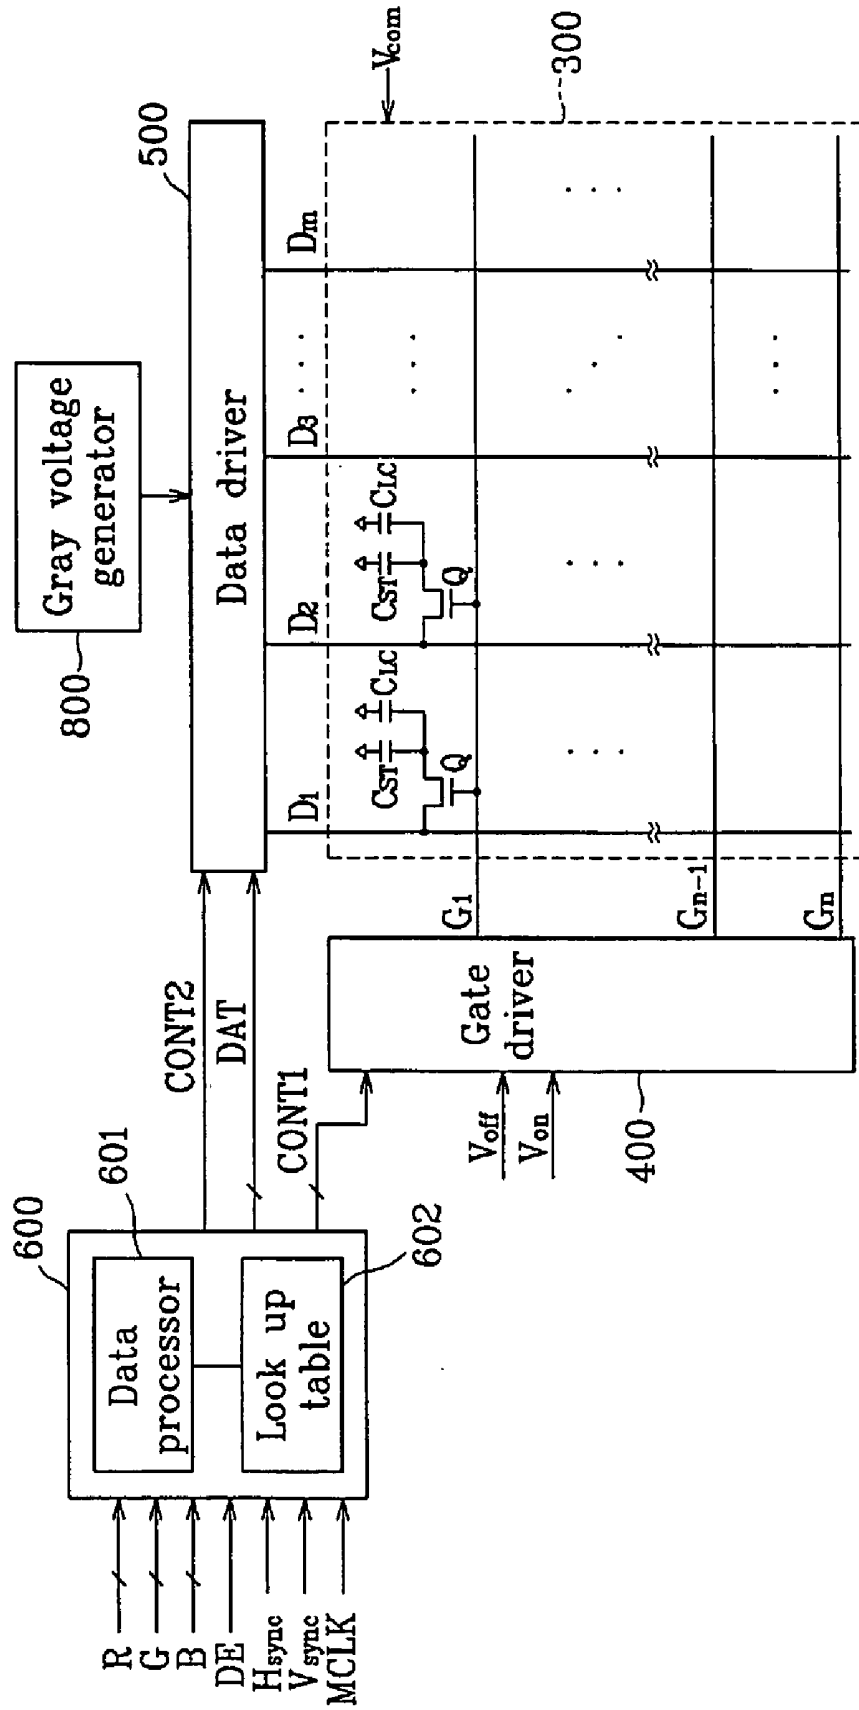 800
Gray voltage
generator
500
Data driver
600
601
Data
processor
Look up
table
602
R
G
B
DE
Hsync
Vsync
MCLK
CONT2
DAT
CONT1
Voff
Von
400
Gate
driver
G1
Gn-1
Gn
D1
D2
D3
Dm
CST
CLC
Q
CST
CLC
Q
Vcom
300